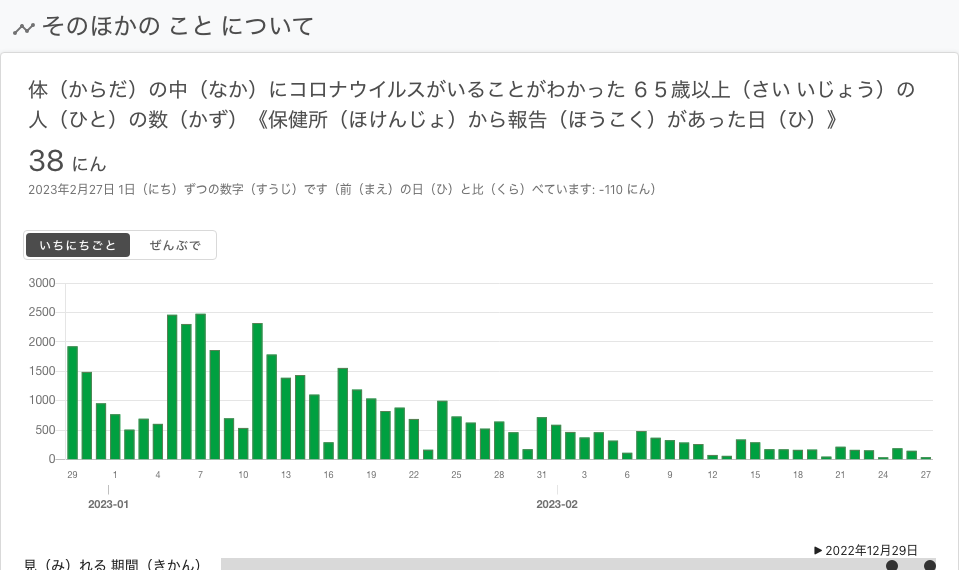 そのほかの こと について
体（からだ）の中（なか）にコロナウイルスがいることがわかった ６５歳以上（さい いじょう）の
人（ひと）の数（かず）《保健所（ほけんじょ）から報告（ほうこく）があった日（ひ）》
38 にん
2023年2月27日 1日（にち）ずつの数字（すうじ）です（前（まえ）の日（ひ）と比（くら）べています: -110 にん）
いちにちごと ぜんぶで
3000
2500
2000
1500
1000
500
0
29 1 4 7 10 13 16 19 22 25 28 31 3 6 9 12 15 18 21 24 27
2023-01 2023-02
▶ 2022年12月29日
見（み）れる 期間（きかん）